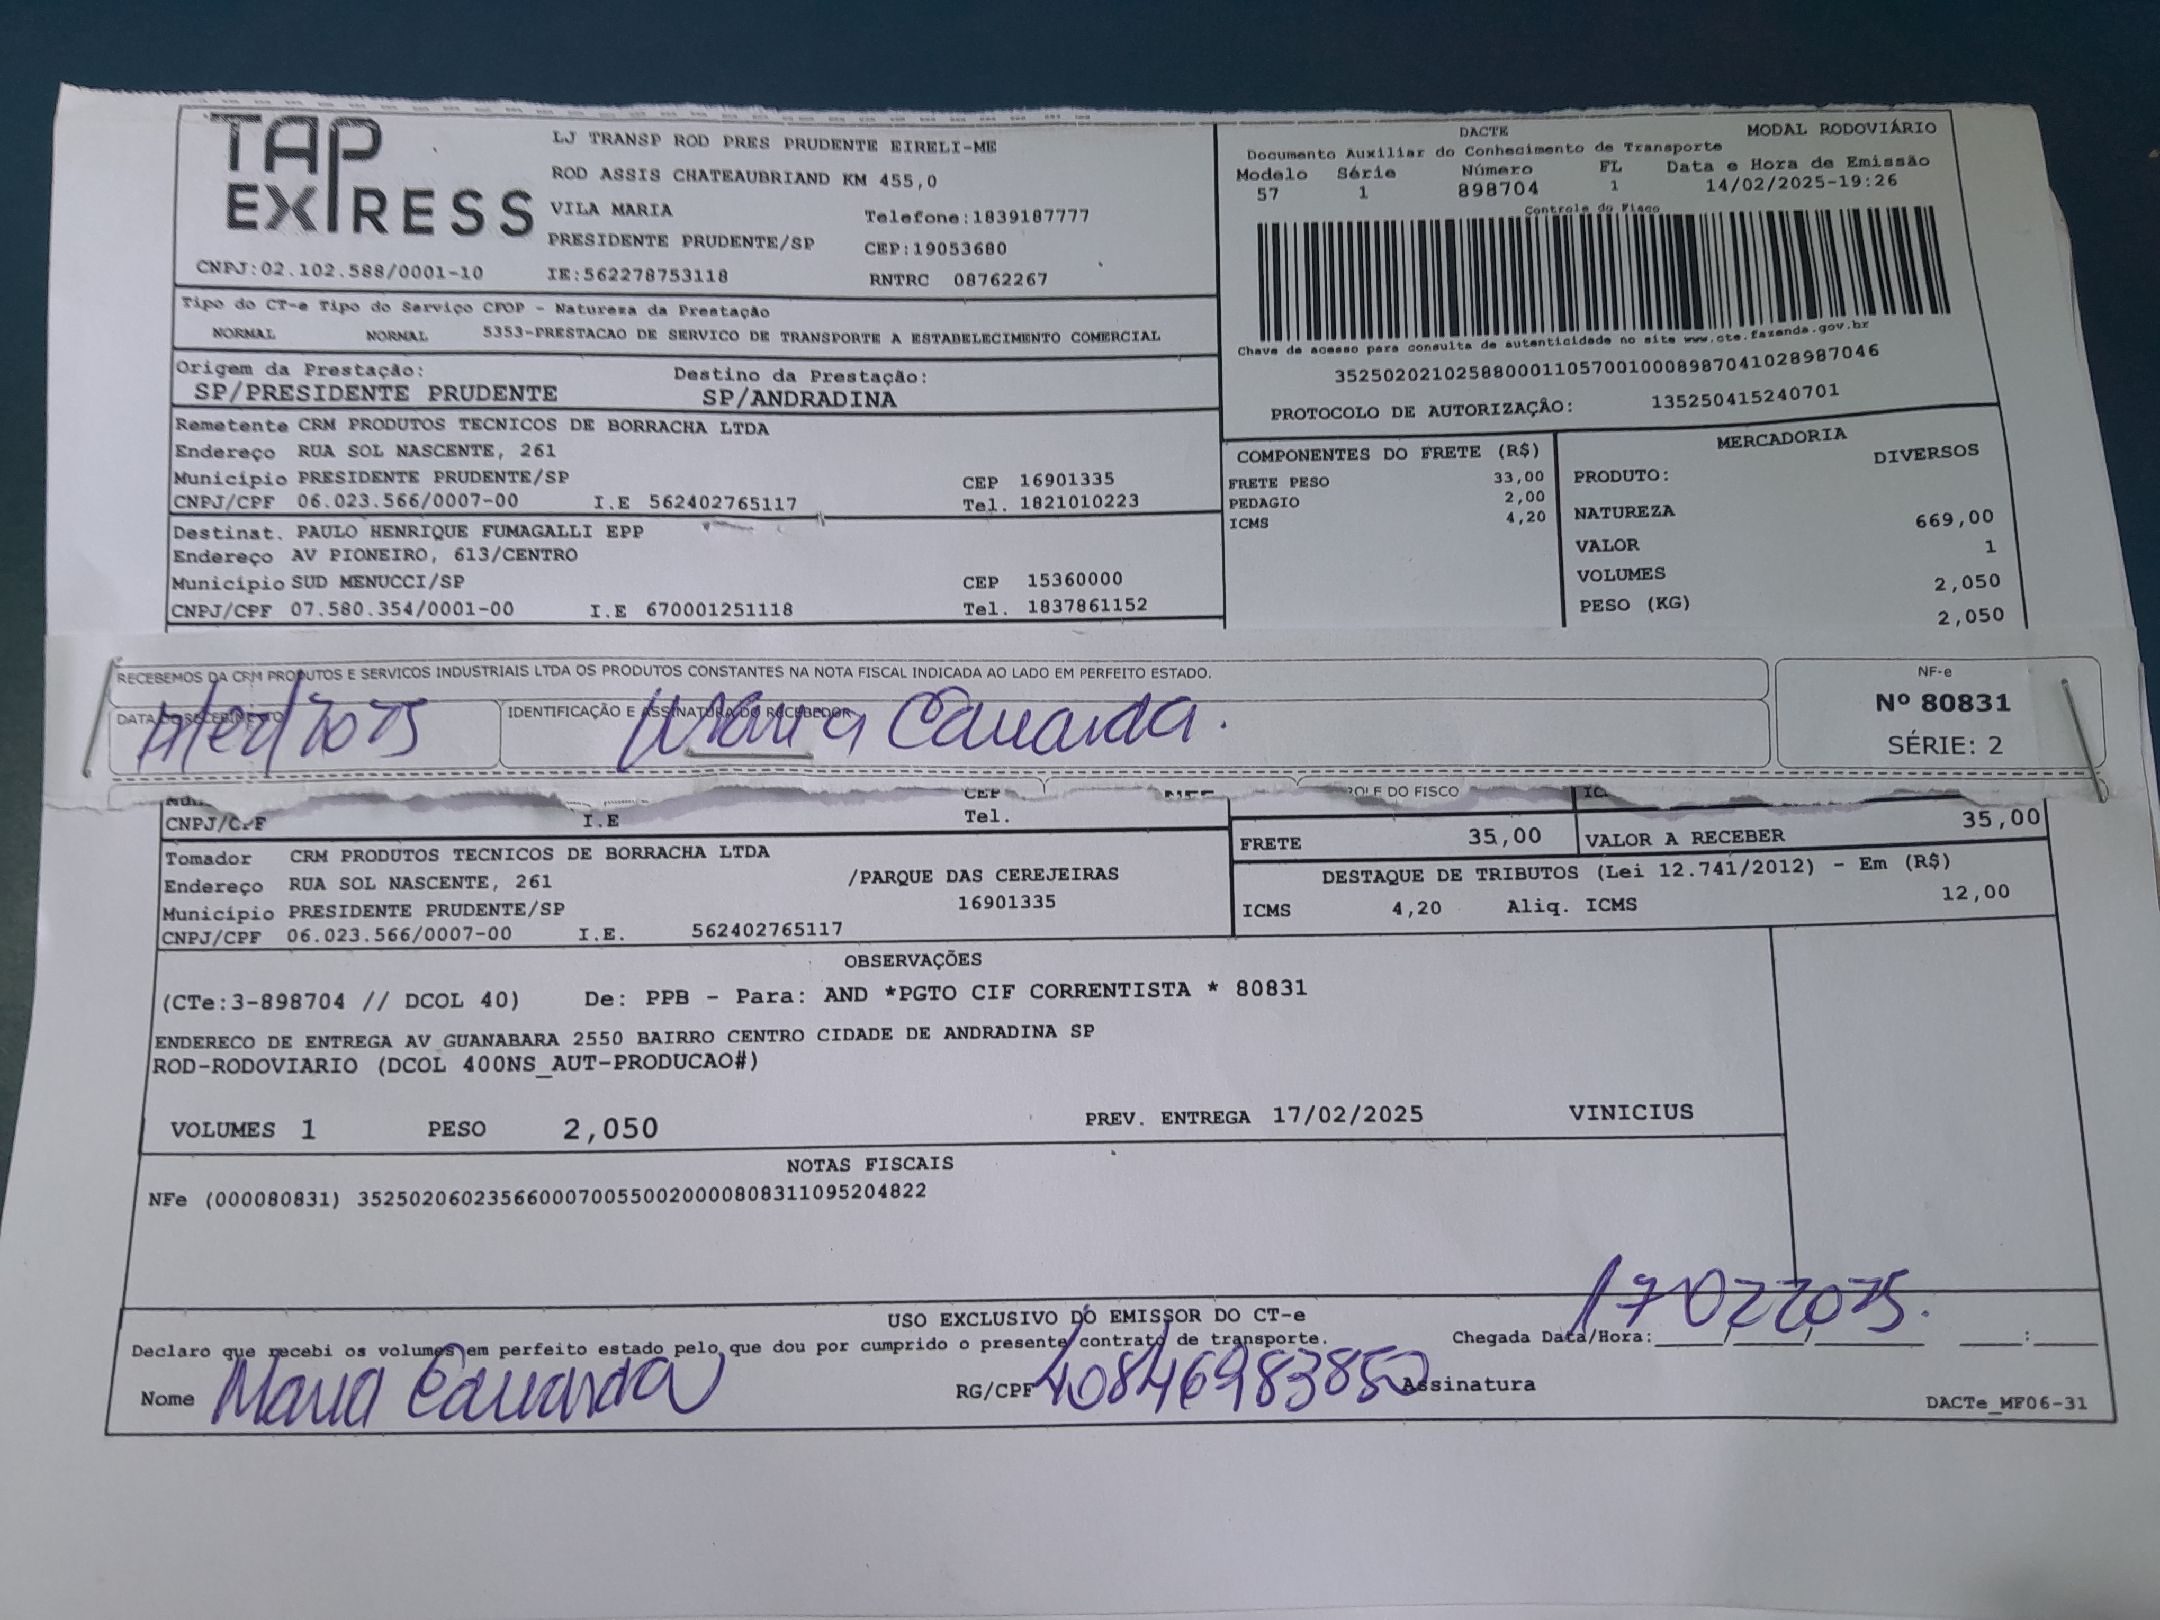 TAP EXPRESS
LJ TRANSP ROD PRES PRUDENTE EIRELI-ME
ROD ASSIS CHATEAUBRIAND KM 455,0
VILA MARIA Telefone:1839187777
PRESIDENTE PRUDENTE/SP CEP:19053680
CNPJ:02.102.588/0001-10 IE:562278753118 RNTRC 08762267
DACTE MODAL RODOVIÁRIO
Documento Auxiliar do Conhecimento de Transporte
Modelo Série Número FL Data e Hora de Emissão
57 1 898704 1 14/02/2025-19:26
Controle do Fisco
Chave de acesso para consulta de autenticidade no site www.cte.fazenda.gov.br
35250202102588000110570010008987041028987046
PROTOCOLO DE AUTORIZAÇÃO: 135250415240701
Tipo do CT-e Tipo do Serviço CFOP - Natureza da Prestação
NORMAL NORMAL 5353-PRESTACAO DE SERVICO DE TRANSPORTE A ESTABELECIMENTO COMERCIAL
Origem da Prestação: Destino da Prestação:
SP/PRESIDENTE PRUDENTE SP/ANDRADINA
Remetente CRM PRODUTOS TECNICOS DE BORRACHA LTDA
Endereço RUA SOL NASCENTE, 261
Município PRESIDENTE PRUDENTE/SP CEP 16901335
CNPJ/CPF 06.023.566/0007-00 I.E 562402765117 Tel. 1821010223
Destinat. PAULO HENRIQUE FUMAGALLI EPP
Endereço AV PIONEIRO, 613/CENTRO
Município SUD MENUCCI/SP CEP 15360000
CNPJ/CPF 07.580.354/0001-00 I.E 670001251118 Tel. 1837861152
COMPONENTES DO FRETE (R$)
FRETE PESO 33,00
PEDAGIO 2,00
ICMS 4,20
MERCADORIA
PRODUTO: DIVERSOS
NATUREZA
VALOR 669,00
VOLUMES 1
PESO (KG) 2,050
2,050
RECEBEMOS DA CRM PRODUTOS E SERVICOS INDUSTRIAIS LTDA OS PRODUTOS CONSTANTES NA NOTA FISCAL INDICADA AO LADO EM PERFEITO ESTADO.
DATA DO RECEBIMENTO IDENTIFICAÇÃO E ASSINATURA DO RECEBEDOR
Maria Eduarda.
NF-e
Nº 80831
SÉRIE: 2
CEP
CNPJ/CPF I.E Tel.
ROLE DO FISCO
FRETE 35,00 VALOR A RECEBER 35,00
Tomador CRM PRODUTOS TECNICOS DE BORRACHA LTDA
Endereço RUA SOL NASCENTE, 261 /PARQUE DAS CEREJEIRAS
Município PRESIDENTE PRUDENTE/SP 16901335
CNPJ/CPF 06.023.566/0007-00 I.E. 562402765117
DESTAQUE DE TRIBUTOS (Lei 12.741/2012) - Em (R$)
ICMS 4,20 Aliq. ICMS 12,00
OBSERVAÇÕES
(CTe:3-898704 // DCOL 40) De: PPB - Para: AND *PGTO CIF CORRENTISTA * 80831
ENDERECO DE ENTREGA AV GUANABARA 2550 BAIRRO CENTRO CIDADE DE ANDRADINA SP
ROD-RODOVIARIO (DCOL 400NS_AUT-PRODUCAO#)
VOLUMES 1 PESO 2,050 PREV. ENTREGA 17/02/2025 VINICIUS
NOTAS FISCAIS
NFe (000080831) 35250206023566000700550020000808311095204822
USO EXCLUSIVO DO EMISSOR DO CT-e
Declaro que recebi os volumes em perfeito estado pelo que dou por cumprido o presente contrato de transporte. Chegada Data/Hora: 17022025. :
Nome Maria Eduarda RG/CPF 40846983850 Assinatura
DACTe_MF06-31